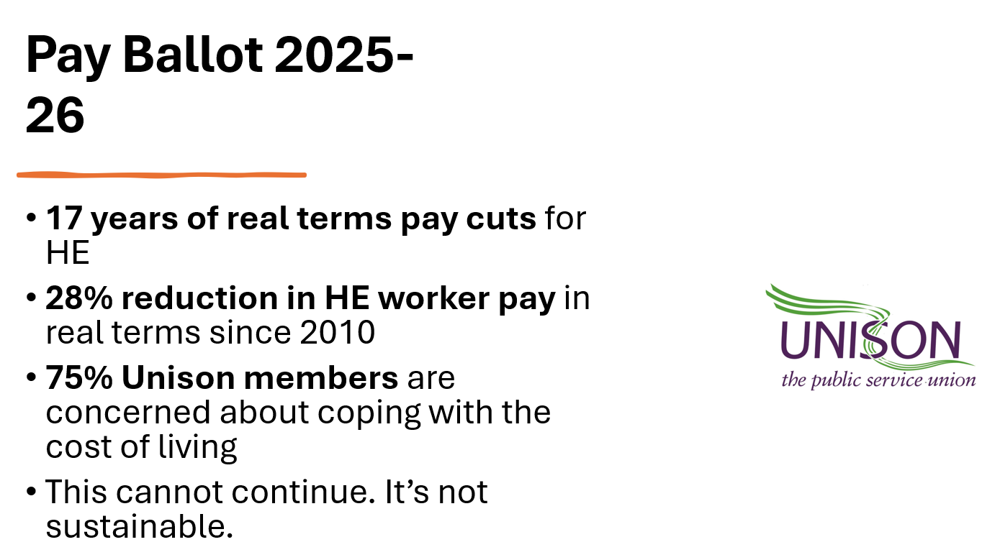 Pay Ballot 2025-
26
• 17 years of real terms pay cuts for
HE
• 28% reduction in HE worker pay in
real terms since 2010
• 75% Unison members are
concerned about coping with the
cost of living
• This cannot continue. It’s not
sustainable.
UNISON
the public service union